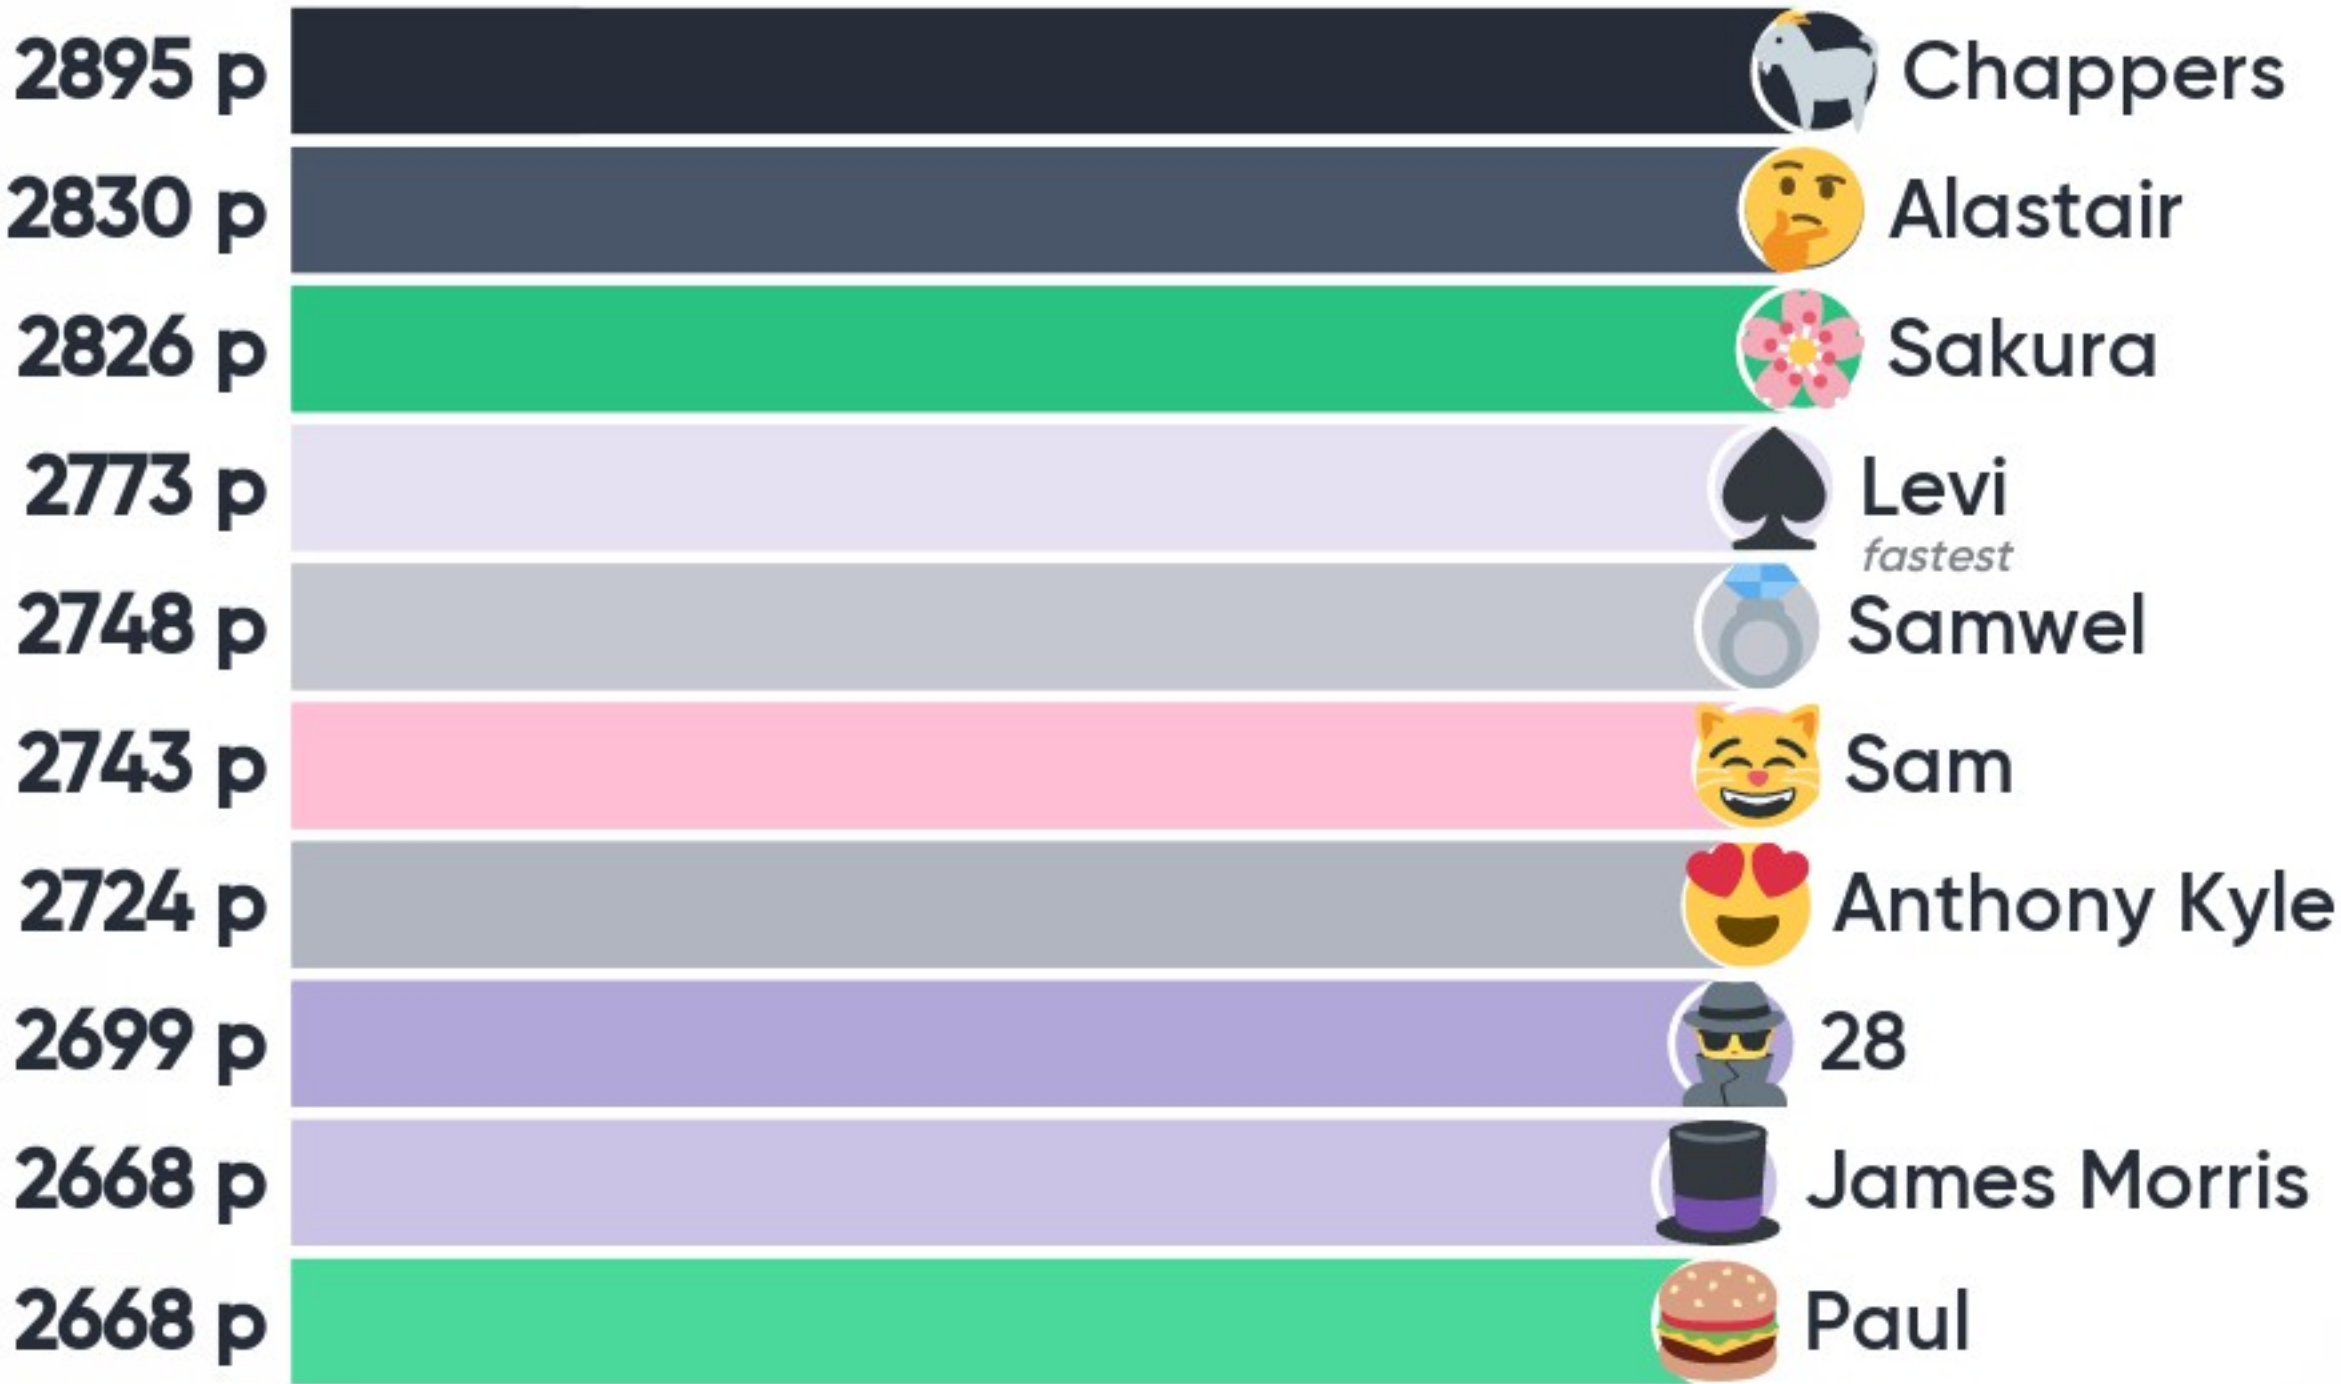 2895 p Chappers
2830 p Alastair
2826 p Sakura
2773 p Levi
fastest
2748 p Samwel
2743 p Sam
2724 p Anthony Kyle
2699 p 28
2668 p James Morris
2668 p Paul